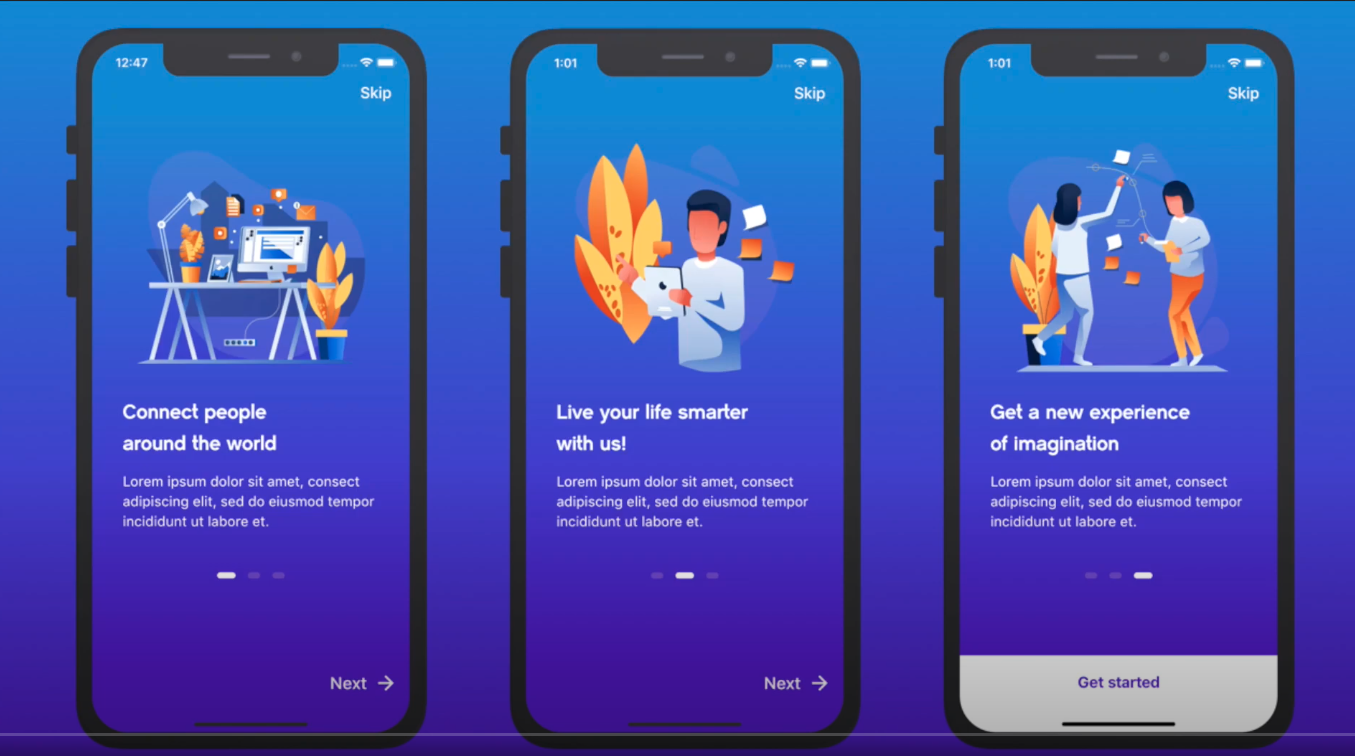 12:47
Skip
Connect people
around the world
Lorem ipsum dolor sit amet, consect
adipiscing elit, sed do eiusmod tempor
incididunt ut labore et.
Next
1:01
Skip
Live your life smarter
with us!
Lorem ipsum dolor sit amet, consect
adipiscing elit, sed do eiusmod tempor
incididunt ut labore et.
Next
1:01
Skip
Get a new experience
of imagination
Lorem ipsum dolor sit amet, consect
adipiscing elit, sed do eiusmod tempor
incididunt ut labore et.
Get started